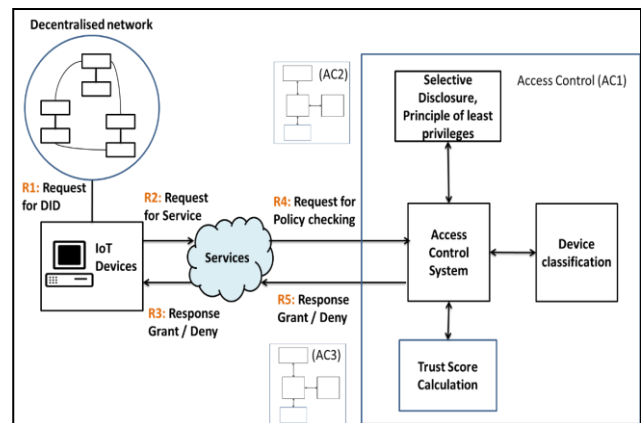 Decentralised network
(AC2)
Selective
Disclosure,
Principle of least
privileges
Access Control (AC1)
R1: Request
for DID
R2: Request
for Service
R4: Request for
Policy checking
IoT
Devices
Services
Access
Control
System
Device
classification
R3: Response
Grant / Deny
R5: Response
Grant / Deny
(AC3)
Trust Score
Calculation